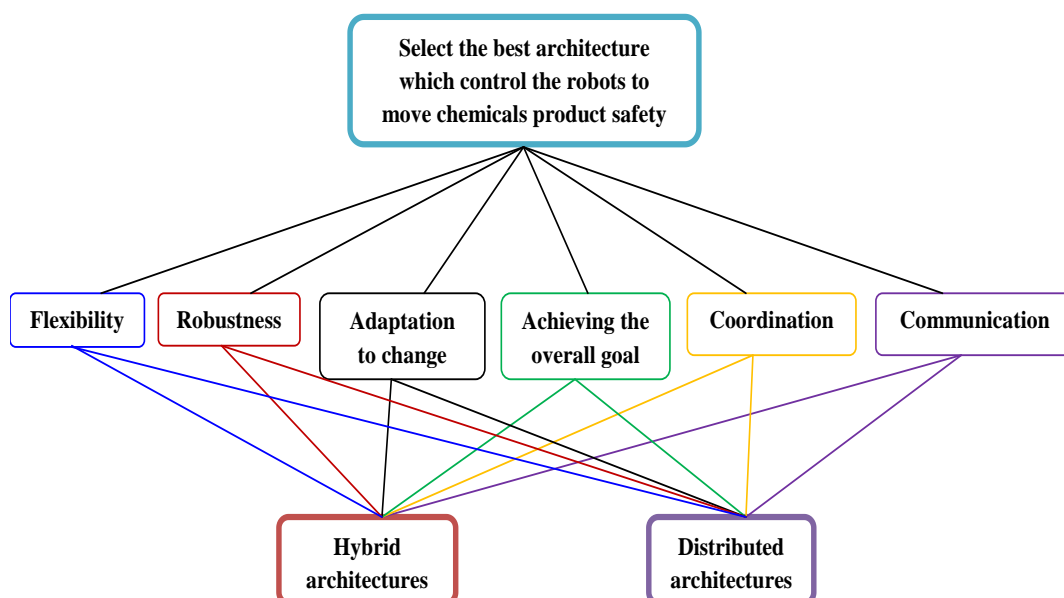 Select the best architecture
which control the robots to
move chemicals product safety
Flexibility
Robustness
Adaptation
to change
Achieving the
overall goal
Coordination
Communication
Hybrid
architectures
Distributed
architectures